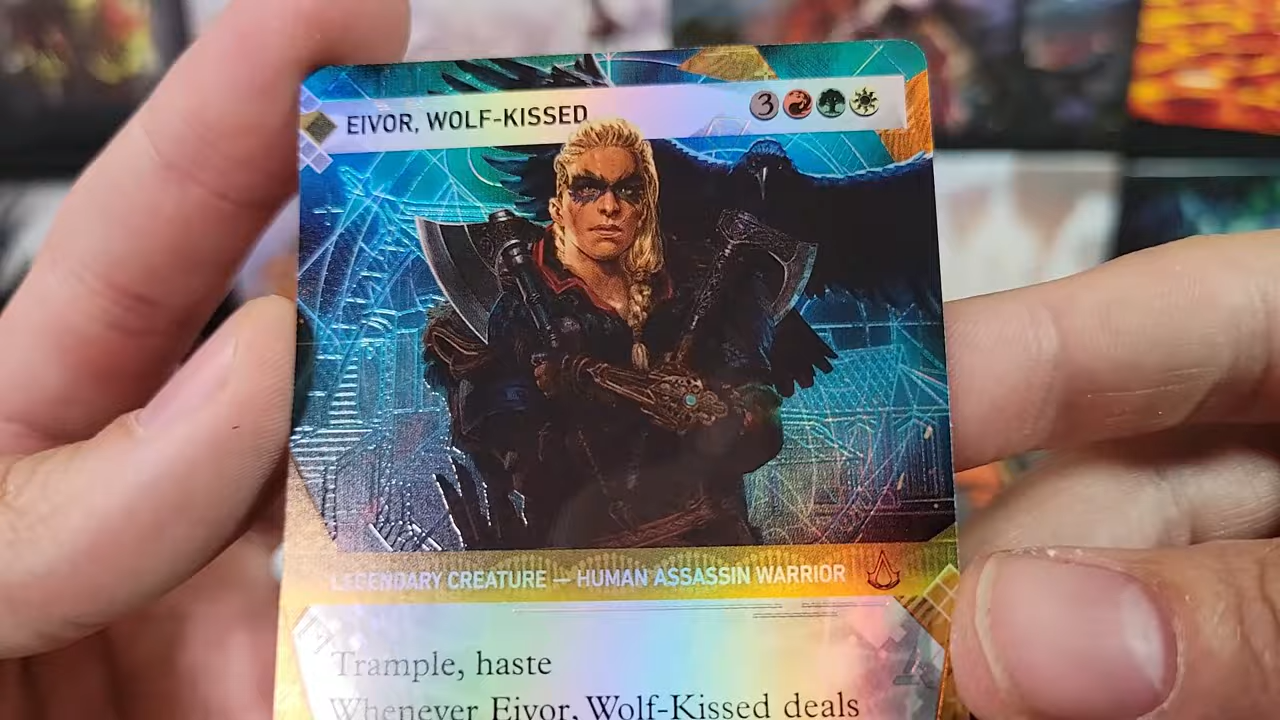 EIVOR, WOLF-KISSED 3
LEGENDARY CREATURE — HUMAN ASSASSIN WARRIOR
Trample, haste
Whenever Eivor, Wolf-Kissed deals